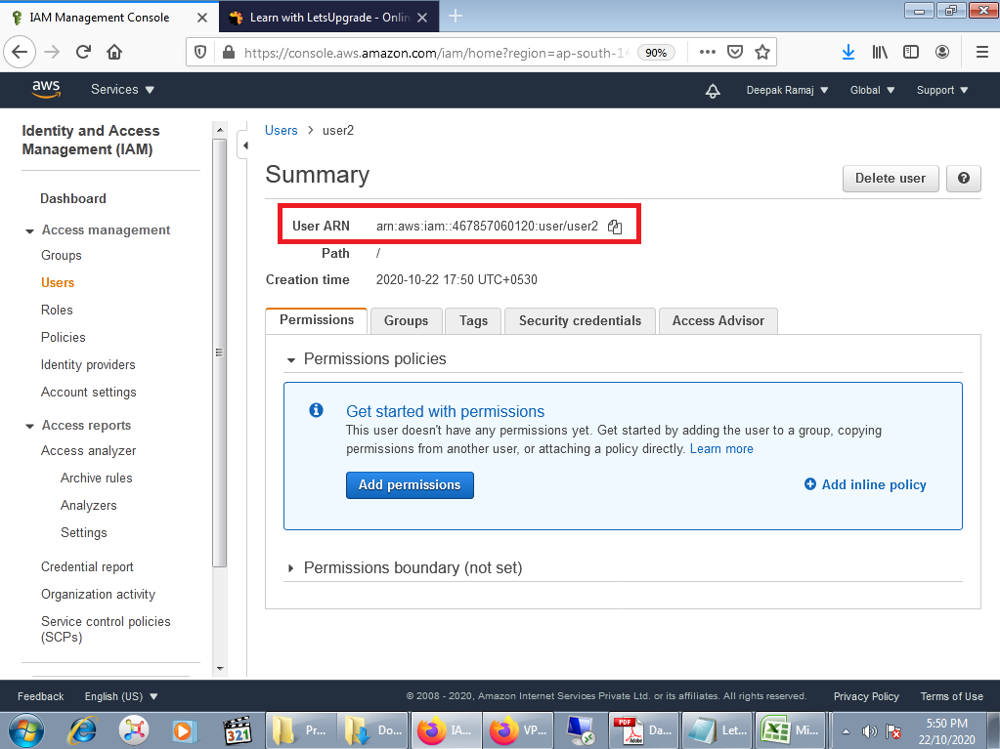 IAM Management Console
Learn with LetsUpgrade - Onlin
https://console.aws.amazon.com/iam/home?region=ap-south-1#
90%
aws
Services
Deepak Ramaj
Global
Support
Identity and Access
Management (IAM)
Dashboard
Access management
Groups
Users
Roles
Policies
Identity providers
Account settings
Access reports
Access analyzer
Archive rules
Analyzers
Settings
Credential report
Organization activity
Service control policies
(SCPs)
Users > user2
Summary
Delete user
User ARN arn:aws:iam::467857060120:user/user2
Path /
Creation time 2020-10-22 17:50 UTC+0530
Permissions Groups Tags Security credentials Access Advisor
Permissions policies
Get started with permissions
This user doesn't have any permissions yet. Get started by adding the user to a group, copying
permissions from another user, or attaching a policy directly. Learn more
Add permissions
Add inline policy
Permissions boundary (not set)
Feedback English (US) © 2008 - 2020, Amazon Internet Services Private Ltd. or its affiliates. All rights reserved. Privacy Policy Terms of Use
321
Pr...
Do...
IA...
VP...
PDF
Adobe
Da...
Let...
Mi...
5:50 PM
22/10/2020